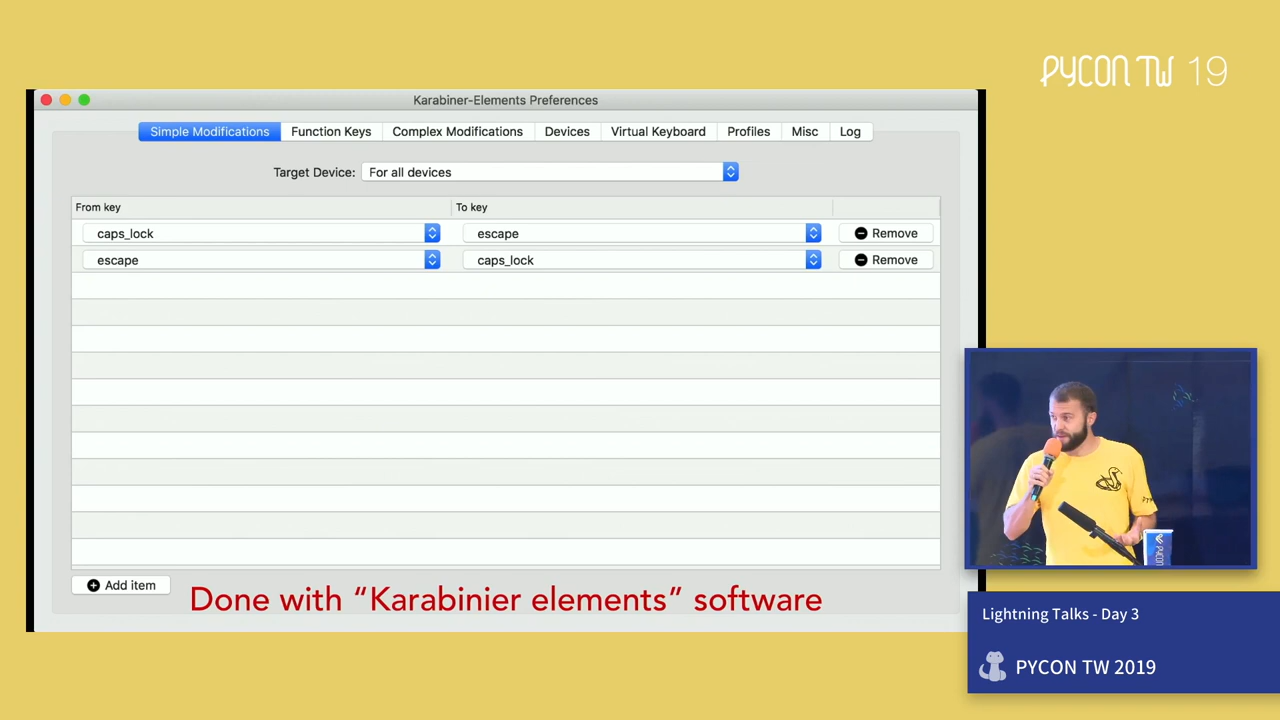 PYCON TW 19
Karabiner-Elements Preferences
Simple Modifications Function Keys Complex Modifications Devices Virtual Keyboard Profiles Misc Log
Target Device: For all devices
From key To key
caps_lock escape Remove
escape caps_lock Remove
Add item
Done with “Karabinier elements” software
Lightning Talks - Day 3
PYCON TW 2019